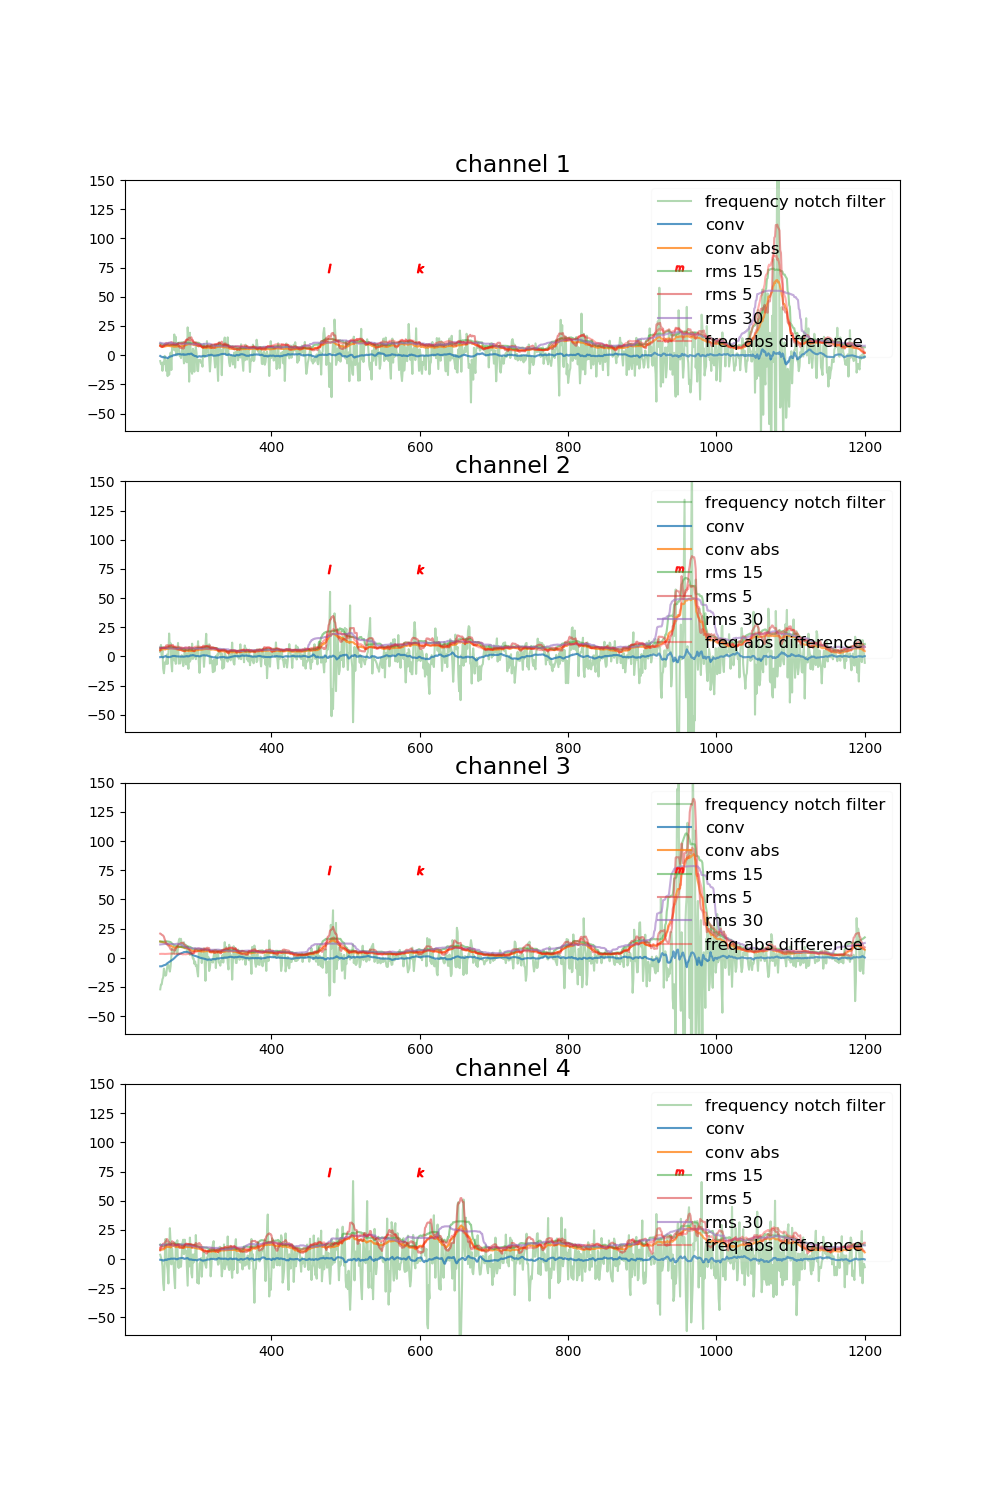 channel 1
150
125
100
75
50
25
0
−25
−50
l
k
m
frequency notch filter
conv
conv abs
rms 15
rms 5
rms 30
freq abs difference
400 600 800 1000 1200
channel 2
150
125
100
75
50
25
0
−25
−50
l
k
m
frequency notch filter
conv
conv abs
rms 15
rms 5
rms 30
freq abs difference
400 600 800 1000 1200
channel 3
150
125
100
75
50
25
0
−25
−50
l
k
m
frequency notch filter
conv
conv abs
rms 15
rms 5
rms 30
freq abs difference
400 600 800 1000 1200
channel 4
150
125
100
75
50
25
0
−25
−50
l
k
m
frequency notch filter
conv
conv abs
rms 15
rms 5
rms 30
freq abs difference
400 600 800 1000 1200